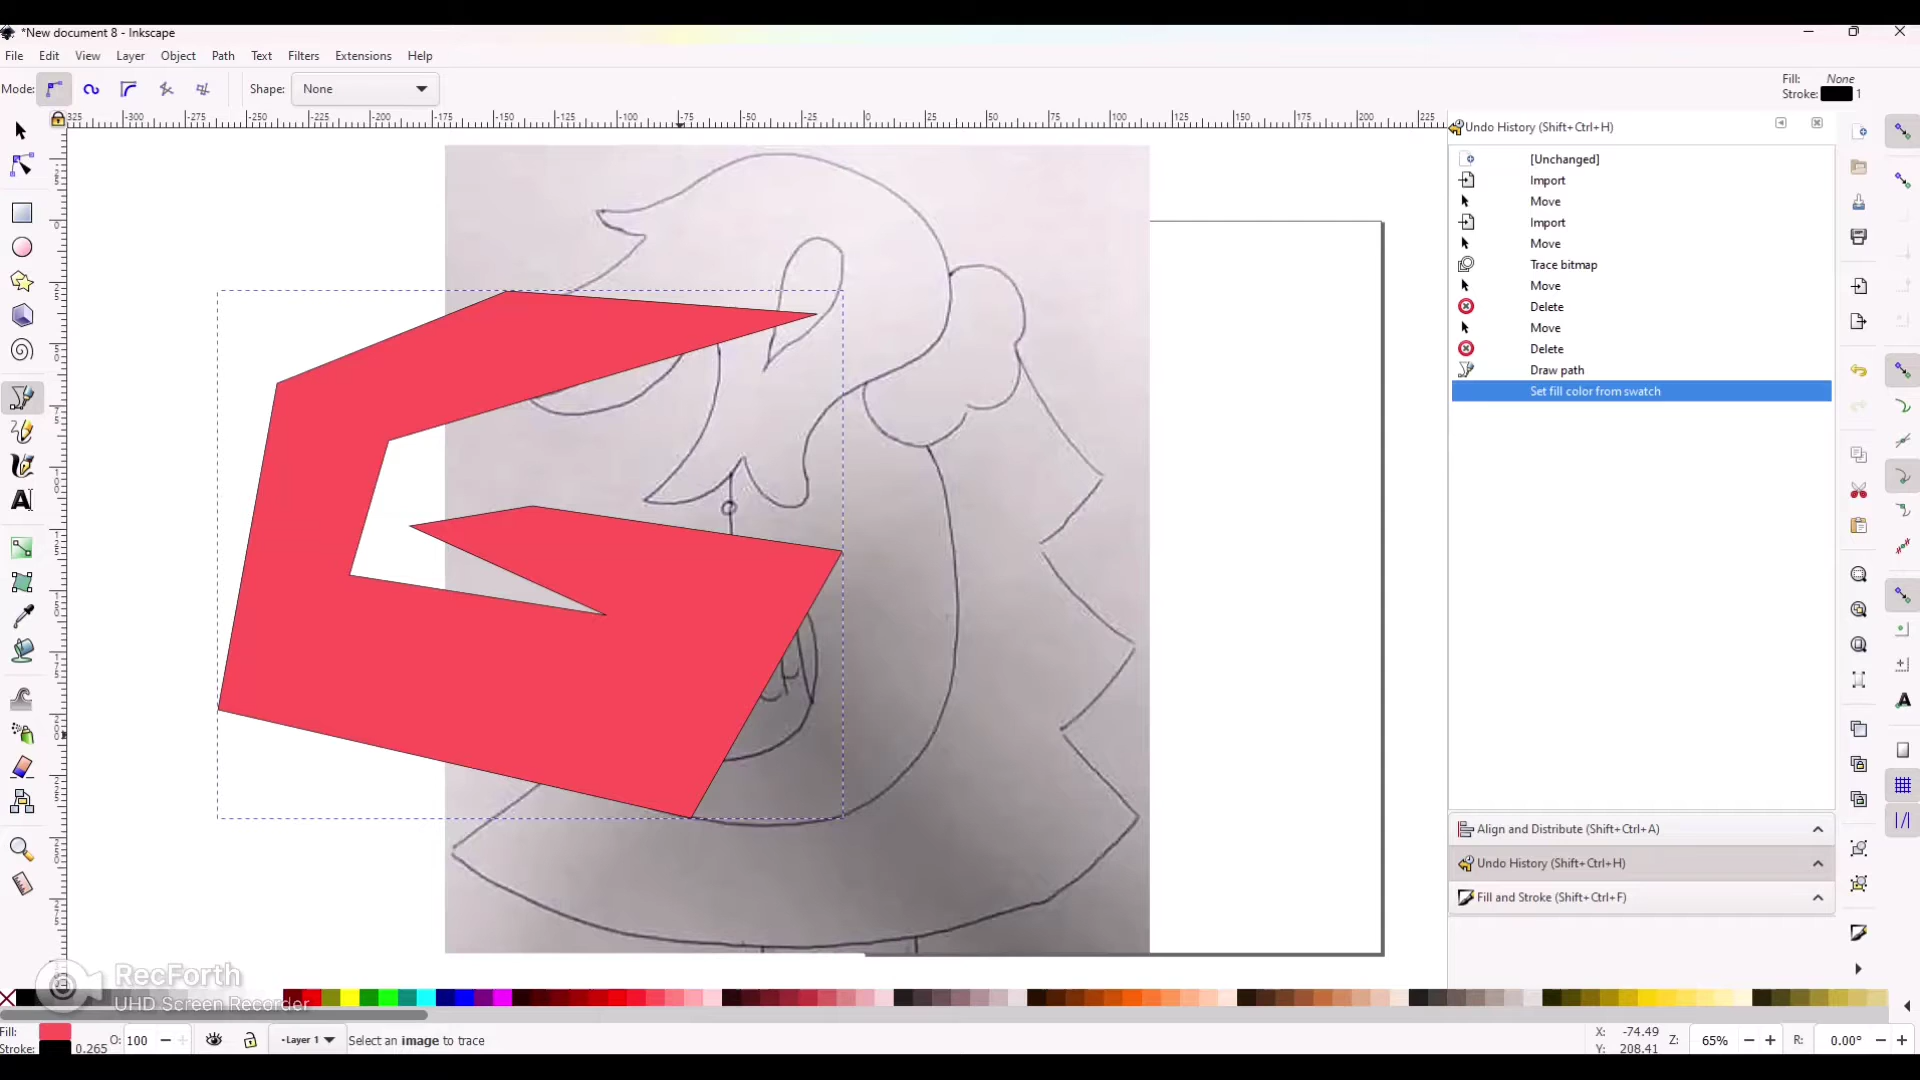 *New document 8 - Inkscape
File Edit View Layer Object Path Text Filters Extensions Help
Mode: Shape: None
Fill: None
Stroke: 1
Undo History (Shift+Ctrl+H)
[Unchanged]
Import
Move
Import
Move
Trace bitmap
Move
Delete
Move
Delete
Draw path
Set fill color from swatch
Align and Distribute (Shift+Ctrl+A)
Undo History (Shift+Ctrl+H)
Fill and Stroke (Shift+Ctrl+F)
RecForth
UHD Screen Recorder
Fill:
Stroke: 0.265
O: 100
Layer 1
Select an image to trace
X: -74.49
Y: 208.41
Z: 65%
R: 0.00°